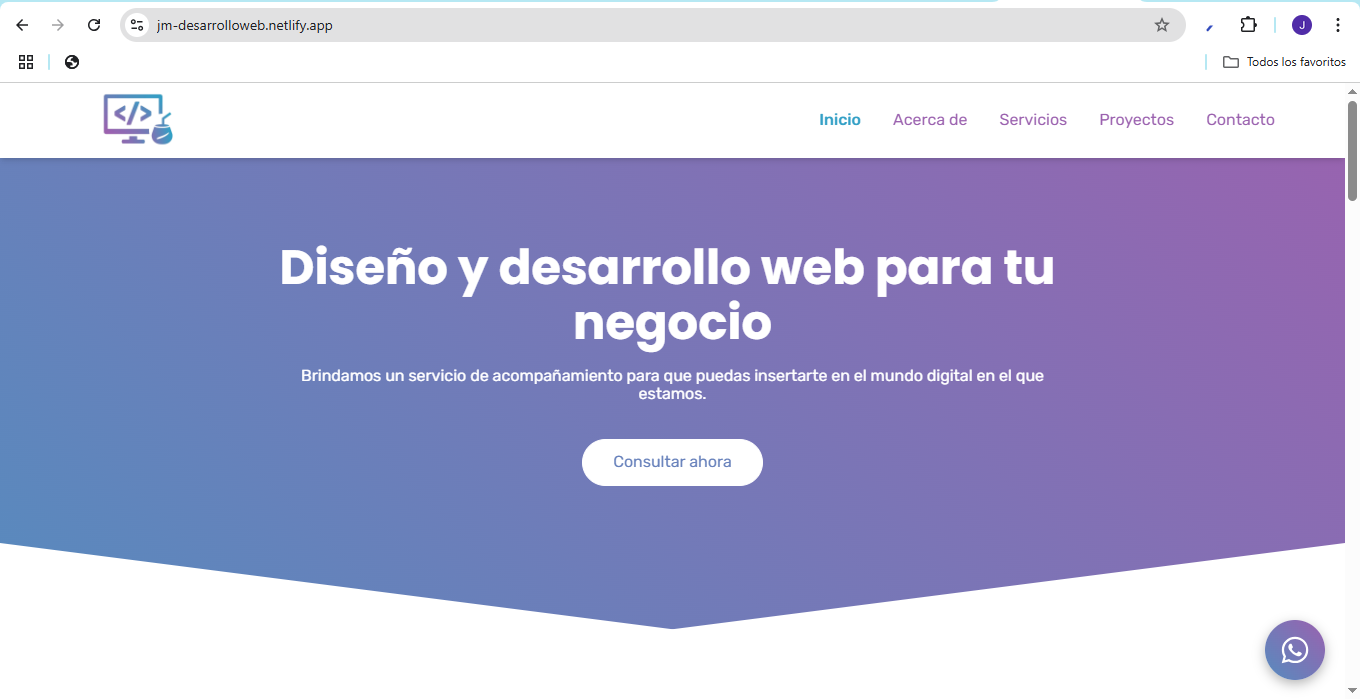 jm-desarrolloweb.netlify.app
J
Todos los favoritos
</>
Inicio Acerca de Servicios Proyectos Contacto
Diseño y desarrollo web para tu
negocio
Brindamos un servicio de acompañamiento para que puedas insertarte en el mundo digital en el que
estamos.
Consultar ahora